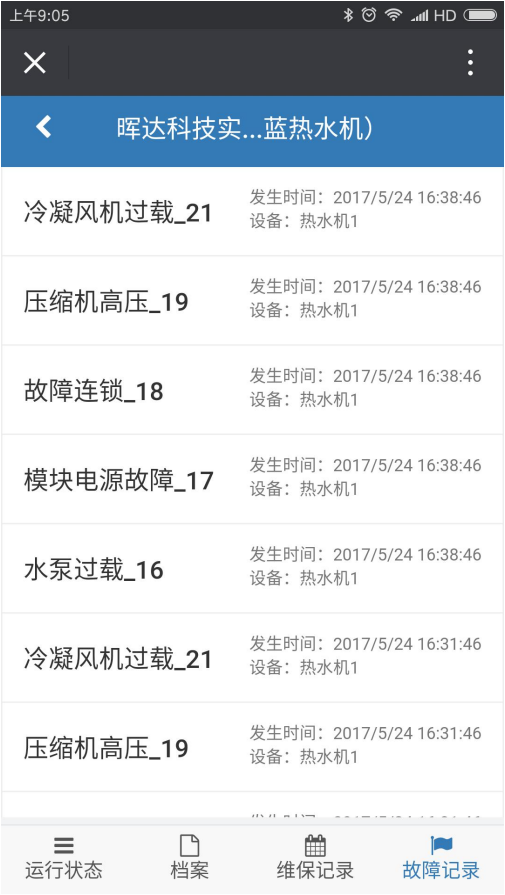 上午9:05
HD
晖达科技实...蓝热水机）
冷凝风机过载_21
发生时间：2017/5/24 16:38:46
设备：热水机1
压缩机高压_19
发生时间：2017/5/24 16:38:46
设备：热水机1
故障连锁_18
发生时间：2017/5/24 16:38:46
设备：热水机1
模块电源故障_17
发生时间：2017/5/24 16:38:46
设备：热水机1
水泵过载_16
发生时间：2017/5/24 16:38:46
设备：热水机1
冷凝风机过载_21
发生时间：2017/5/24 16:31:46
设备：热水机1
压缩机高压_19
发生时间：2017/5/24 16:31:46
设备：热水机1
运行状态
档案
维保记录
故障记录